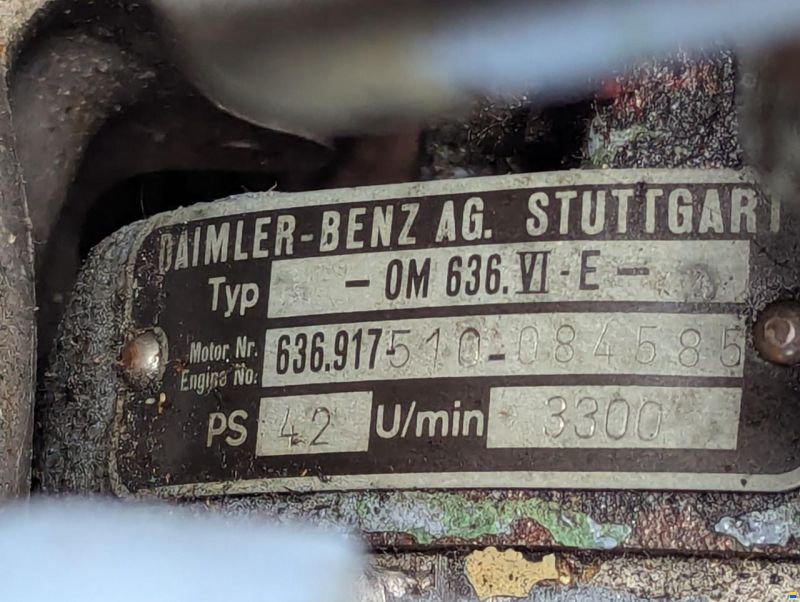 DAIMLER-BENZ AG. STUTTGART
Typ - OM 636.VI-E -
Motor Nr. Engine No: 636.917-510-084585
PS 42 U/min 3300